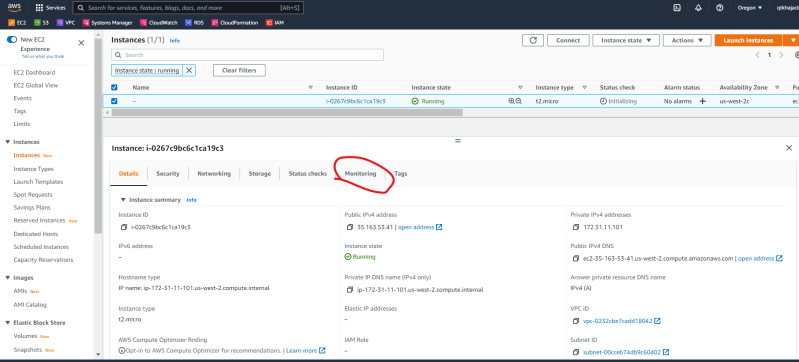 aws Services Search for services, features, blogs, docs, and more [Alt+S] Oregon
EC2 S3 VPC Systems Manager CloudWatch RDS CloudFormation IAM
New EC2
Experience
Tell us what you think
EC2 Dashboard
EC2 Global View
Events
Tags
Limits
Instances
Instances New
Instance Types
Launch Templates
Spot Requests
Savings Plans
Reserved Instances New
Dedicated Hosts
Scheduled Instances
Capacity Reservations
Images
AMIs New
AMI Catalog
Elastic Block Store
Volumes New
Snapshots New
Instances (1/1) Info
Connect Instance state Actions Launch instances
Search
1
Instance state : running Clear filters
Name Instance ID Instance state Instance type Status check Alarm status Availability Zone
– i-0267c9bc6c1ca19c3 Running t2.micro Initializing No alarms + us-west-2c
Instance: i-0267c9bc6c1ca19c3
Details Security Networking Storage Status checks Monitoring Tags
Instance summary Info
Instance ID
i-0267c9bc6c1ca19c3
Public IPv4 address
35.163.53.41 | open address
Private IPv4 addresses
172.31.11.101
IPv6 address
–
Instance state
Running
Public IPv4 DNS
ec2-35-163-53-41.us-west-2.compute.amazonaws.com | open address
Hostname type
IP name: ip-172-31-11-101.us-west-2.compute.internal
Private IP DNS name (IPv4 only)
ip-172-31-11-101.us-west-2.compute.internal
Answer private resource DNS name
IPv4 (A)
Instance type
t2.micro
Elastic IP addresses
–
VPC ID
vpc-0232cbe7cadd18042
AWS Compute Optimizer finding
Opt-in to AWS Compute Optimizer for recommendations. | Learn more
IAM Role
–
Subnet ID
subnet-00cceb74db9c60402